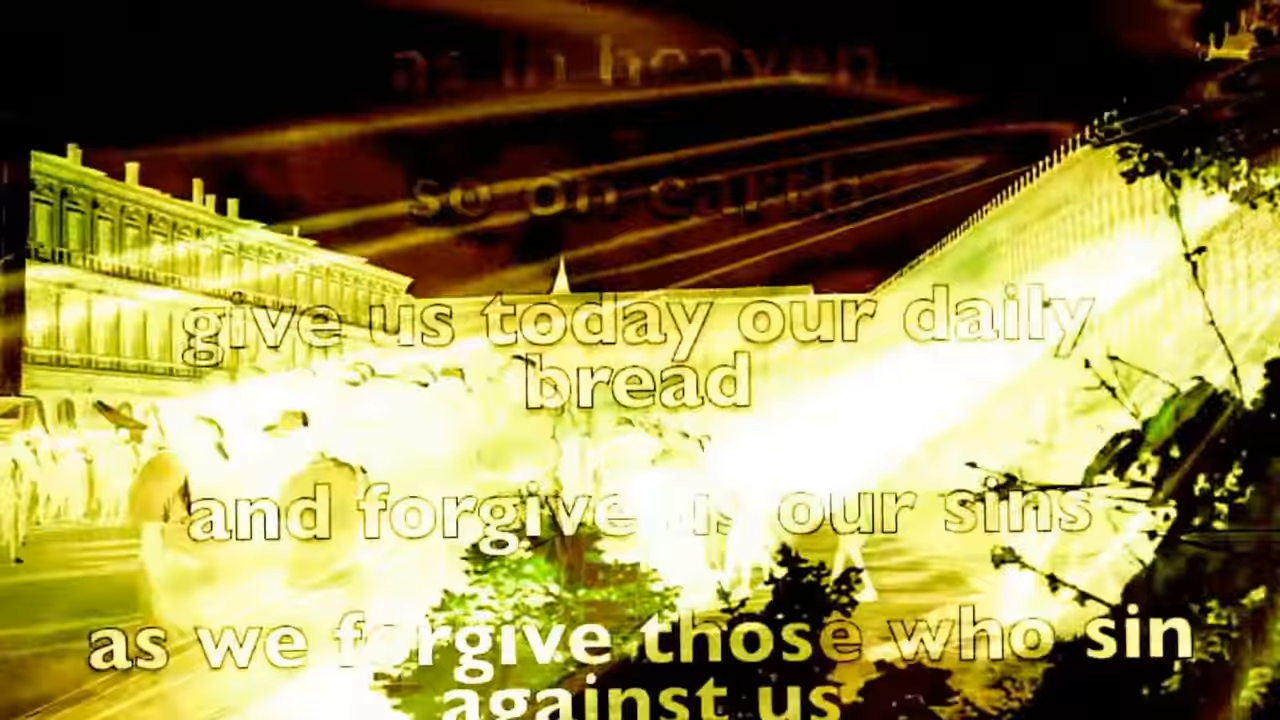 as in heaven
so on earth
give us today our daily
bread
and forgive us our sins
as we forgive those who sin
against us